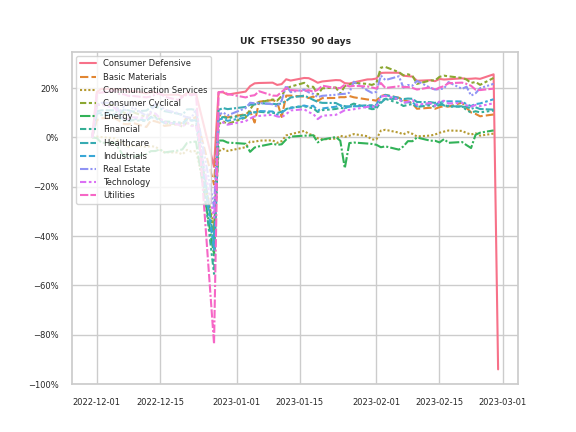 UK  FTSE350  90 days
Consumer Defensive
Basic Materials
Communication Services
Consumer Cyclical
Energy
Financial
Healthcare
Industrials
Real Estate
Technology
Utilities
20%
0%
−20%
−40%
−60%
−80%
−100%
2022-12-01 2022-12-15 2023-01-01 2023-01-15 2023-02-01 2023-02-15 2023-03-01